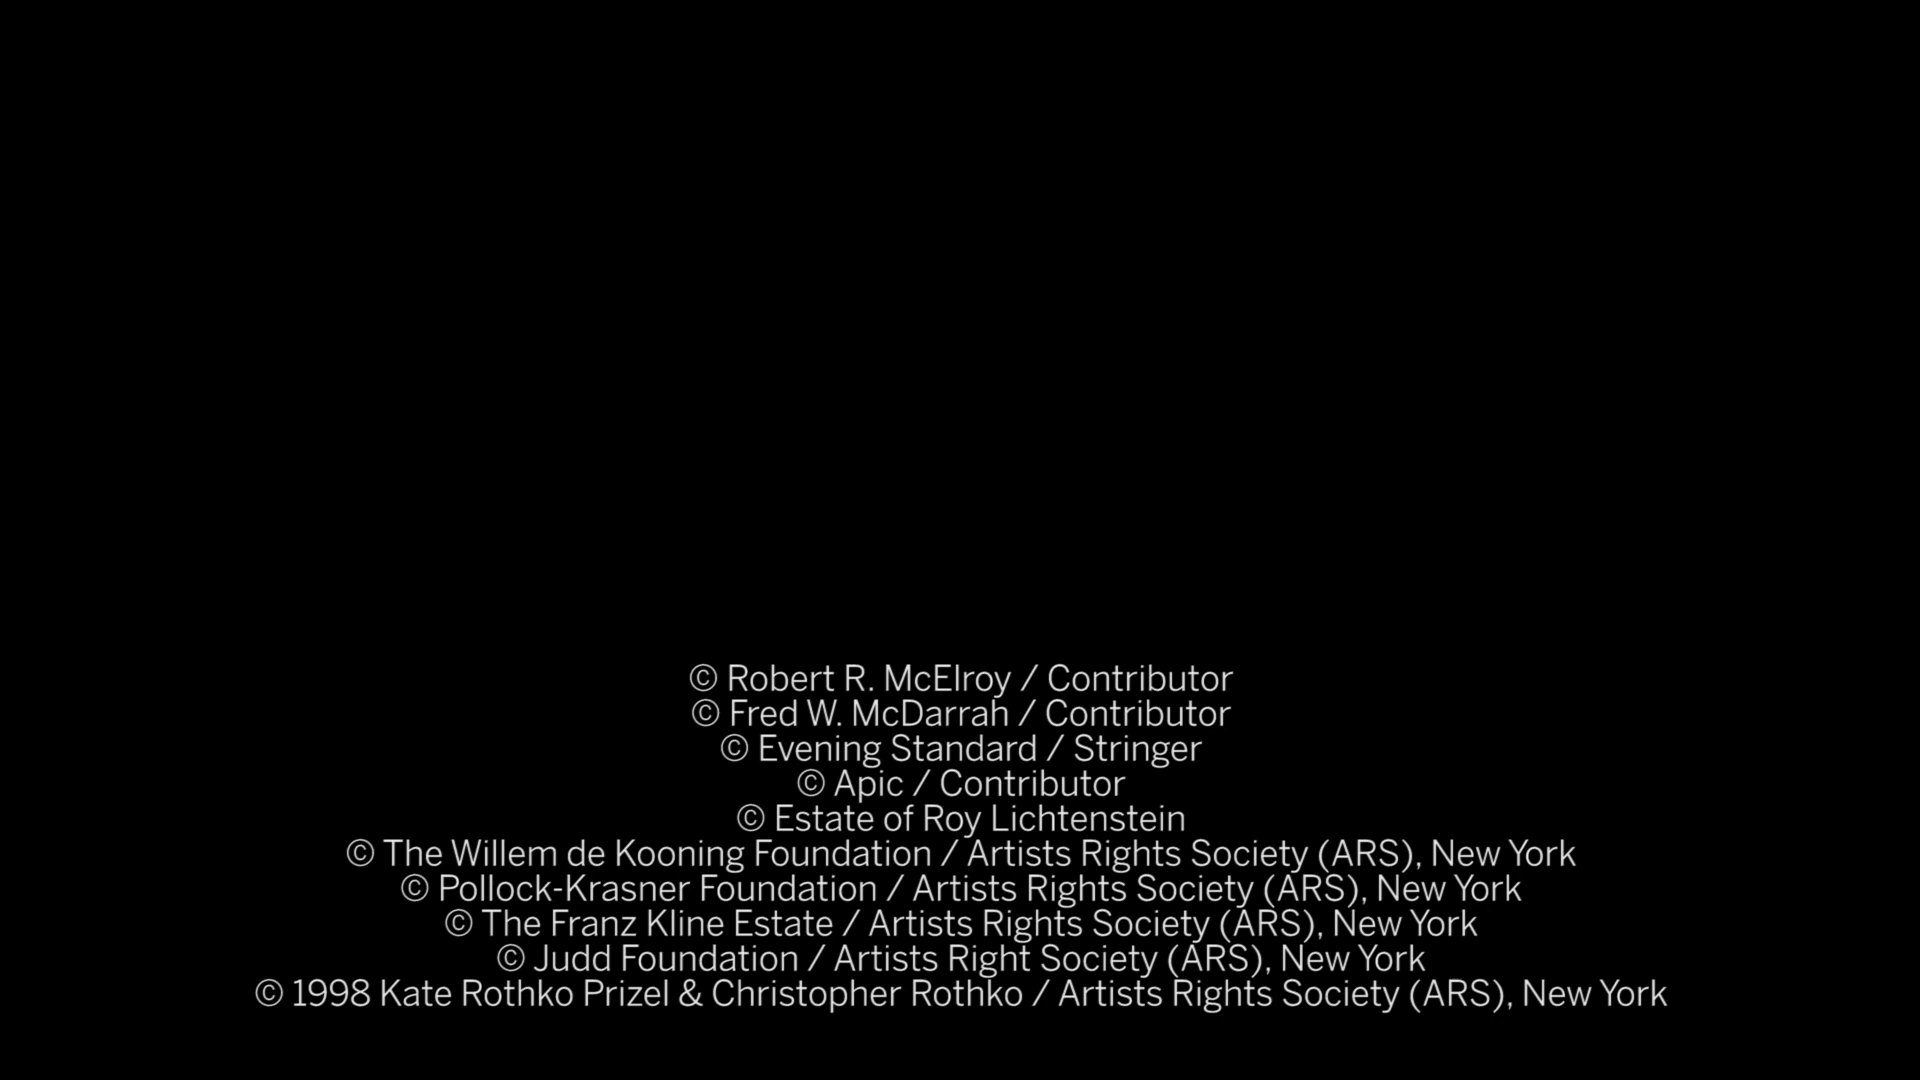 © Robert R. McElroy / Contributor
© Fred W. McDarrah / Contributor
© Evening Standard / Stringer
© Apic / Contributor
© Estate of Roy Lichtenstein
© The Willem de Kooning Foundation / Artists Rights Society (ARS), New York
© Pollock-Krasner Foundation / Artists Rights Society (ARS), New York
© The Franz Kline Estate / Artists Rights Society (ARS), New York
© Judd Foundation / Artists Right Society (ARS), New York
© 1998 Kate Rothko Prizel & Christopher Rothko / Artists Rights Society (ARS), New York